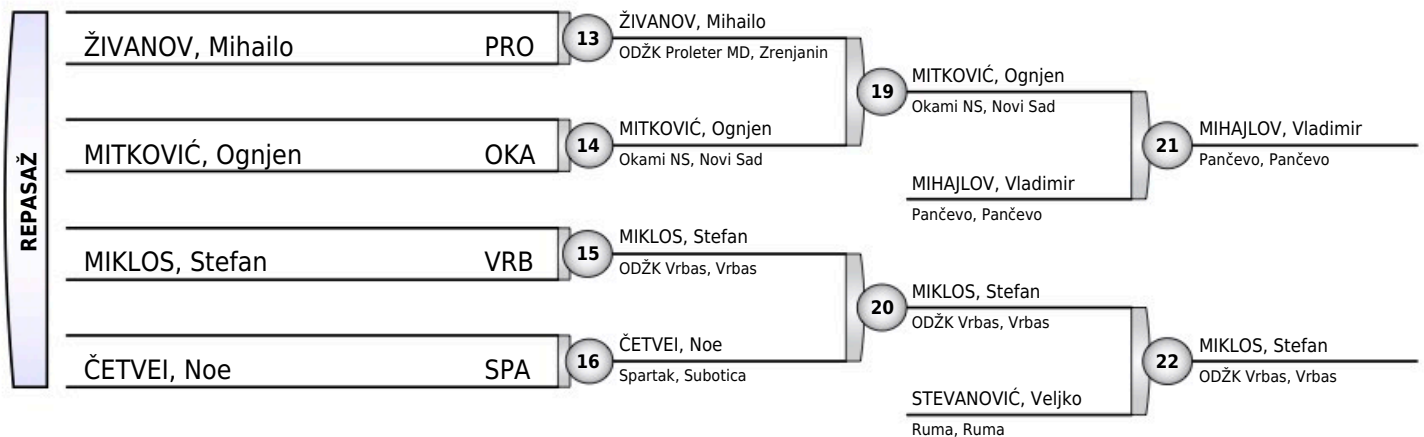 REPASAŽ
ŽIVANOV, Mihailo PRO
13
ŽIVANOV, Mihailo
ODŽK Proleter MD, Zrenjanin
MITKOVIĆ, Ognjen OKA
14
MITKOVIĆ, Ognjen
Okami NS, Novi Sad
MIKLOS, Stefan VRB
15
MIKLOS, Stefan
ODŽK Vrbas, Vrbas
ČETVEI, Noe SPA
16
ČETVEI, Noe
Spartak, Subotica
19
MITKOVIĆ, Ognjen
Okami NS, Novi Sad
MIHAJLOV, Vladimir
Pančevo, Pančevo
20
MIKLOS, Stefan
ODŽK Vrbas, Vrbas
STEVANOVIĆ, Veljko
Ruma, Ruma
21
MIHAJLOV, Vladimir
Pančevo, Pančevo
22
MIKLOS, Stefan
ODŽK Vrbas, Vrbas